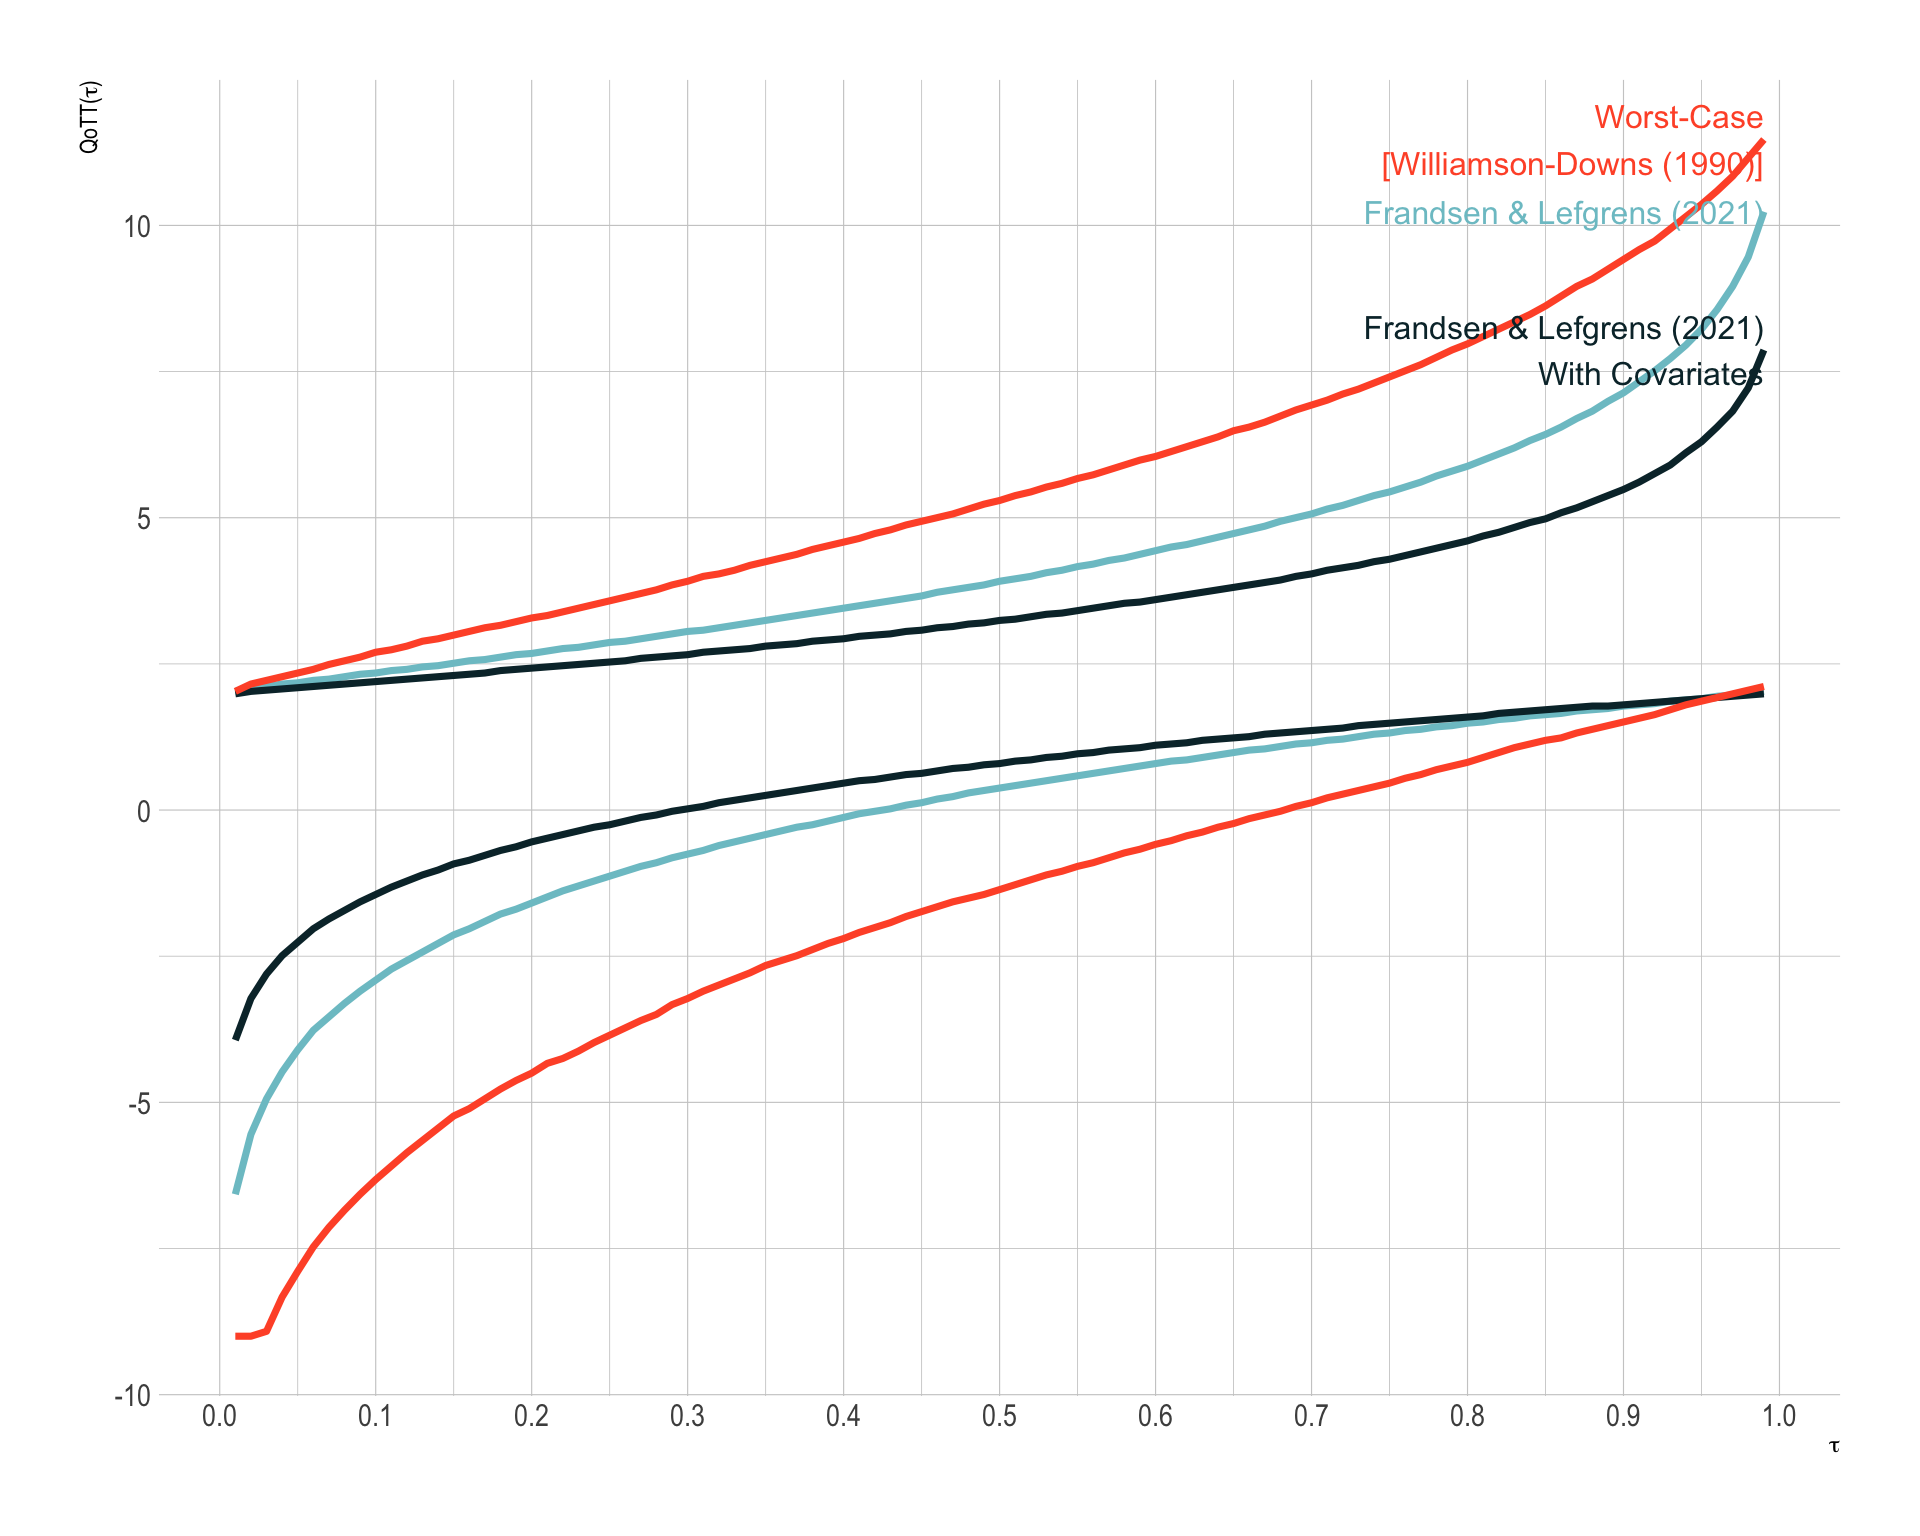 QoTT(τ)
Worst-Case
[Williamson-Downs (1990)]
Frandsen & Lefgrens (2021)
Frandsen & Lefgrens (2021)
With Covariates
10
5
0
-5
-10
0.0 0.1 0.2 0.3 0.4 0.5 0.6 0.7 0.8 0.9 1.0
τ